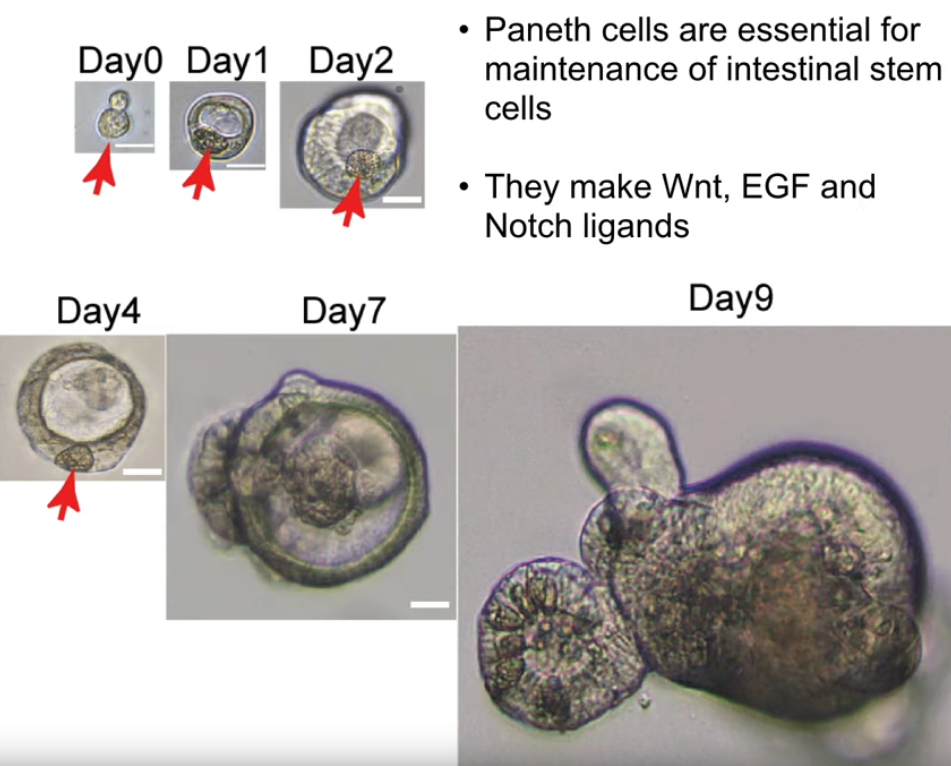 Day0 Day1 Day2
• Paneth cells are essential for
maintenance of intestinal stem
cells
• They make Wnt, EGF and
Notch ligands
Day4 Day7 Day9